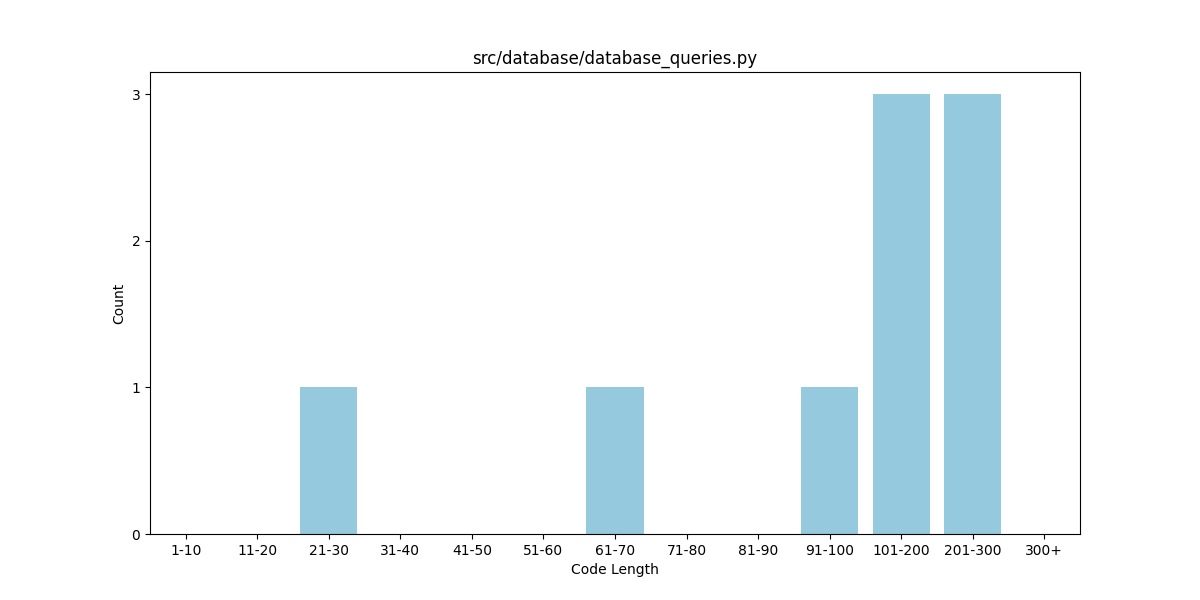 src/database/database_queries.py
3
2
1
0
Count
1-10 11-20 21-30 31-40 41-50 51-60 61-70 71-80 81-90 91-100 101-200 201-300 300+
Code Length